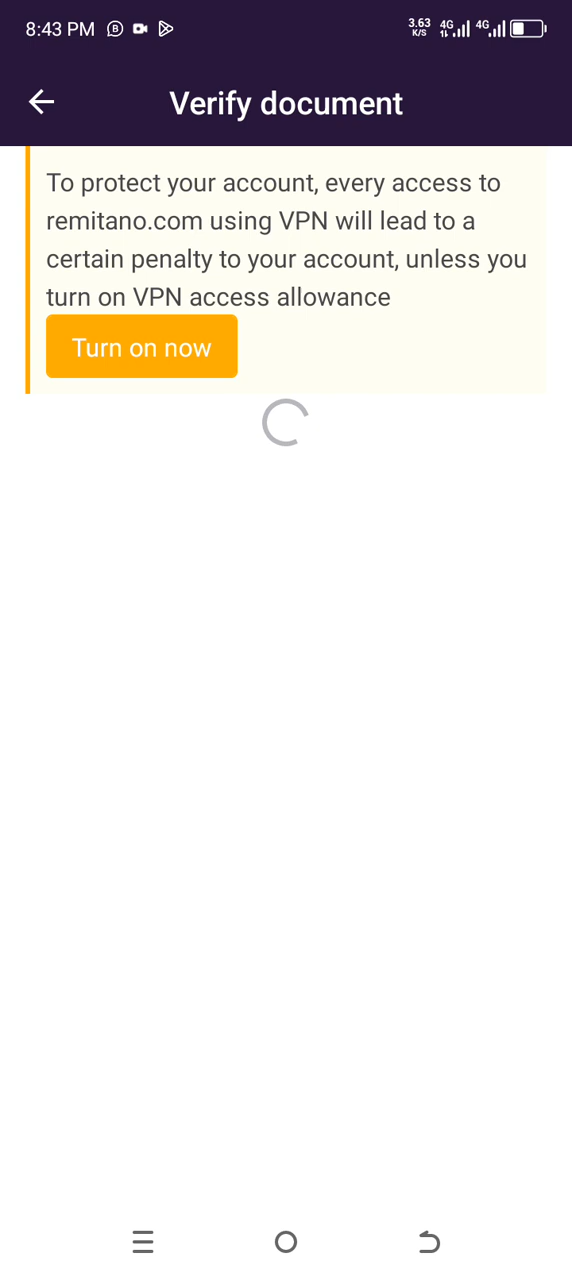 8:43 PM
3.63
K/S
4G
4G
Verify document
To protect your account, every access to
remitano.com using VPN will lead to a
certain penalty to your account, unless you
turn on VPN access allowance
Turn on now